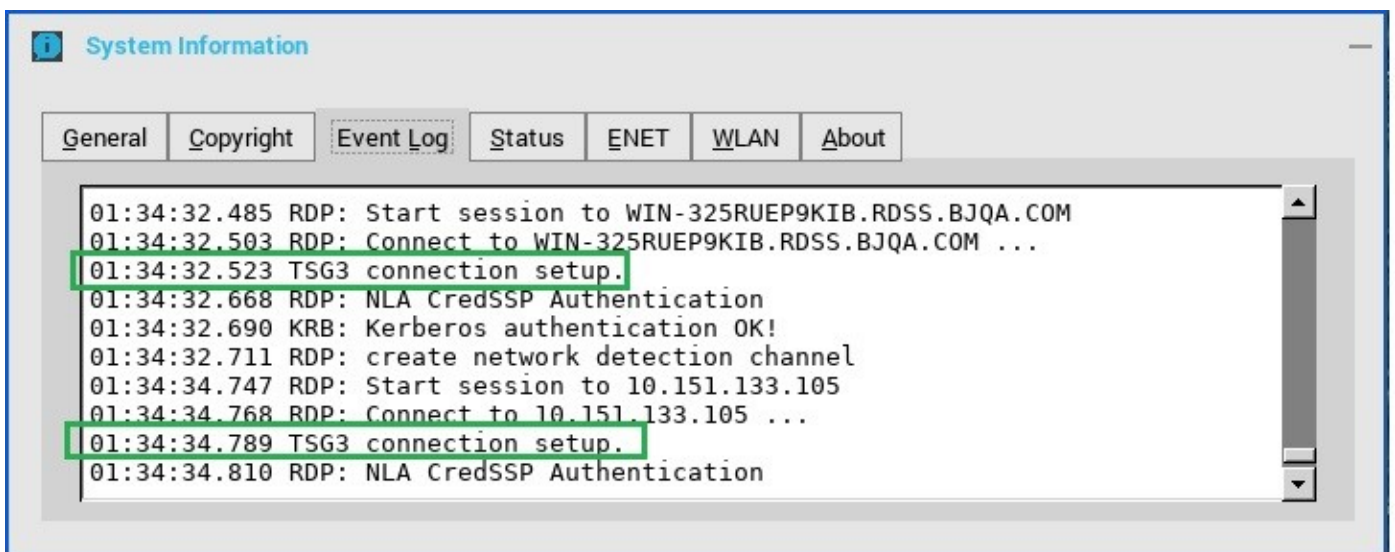 System Information
General Copyright Event Log Status ENET WLAN About
01:34:32.485 RDP: Start session to WIN-325RUEP9KIB.RDSS.BJQA.COM
01:34:32.503 RDP: Connect to WIN-325RUEP9KIB.RDSS.BJQA.COM ...
01:34:32.523 TSG3 connection setup.
01:34:32.668 RDP: NLA CredSSP Authentication
01:34:32.690 KRB: Kerberos authentication OK!
01:34:32.711 RDP: create network detection channel
01:34:34.747 RDP: Start session to 10.151.133.105
01:34:34.768 RDP: Connect to 10.151.133.105 ...
01:34:34.789 TSG3 connection setup.
01:34:34.810 RDP: NLA CredSSP Authentication